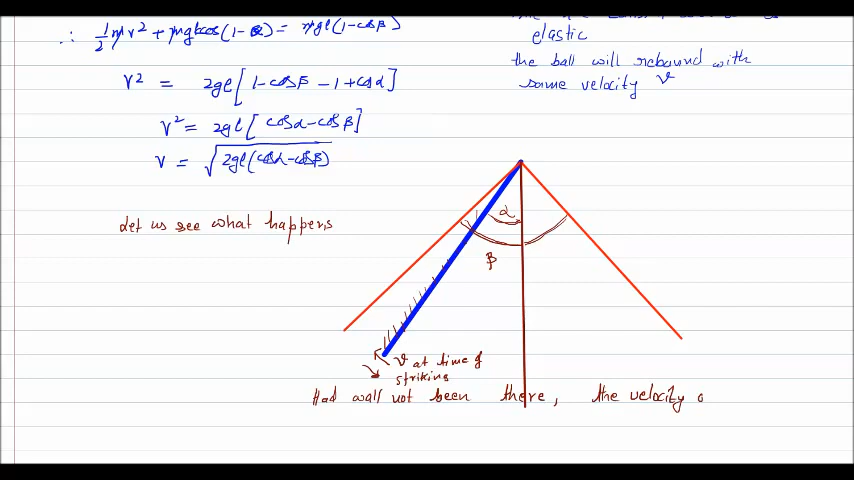 ∴ 1/2 mv² + mglcos(1-α) = mgl(1-cosβ)
elastic
the ball will rebound with
same velocity v
v² = 2gl[1-cosβ-1+cosα]
v² = 2gl[cosα-cosβ]
v = √2gl(cosα-cosβ)
Let us see what happens
α
β
v at time of
striking
Had wall not been there, the velocity o